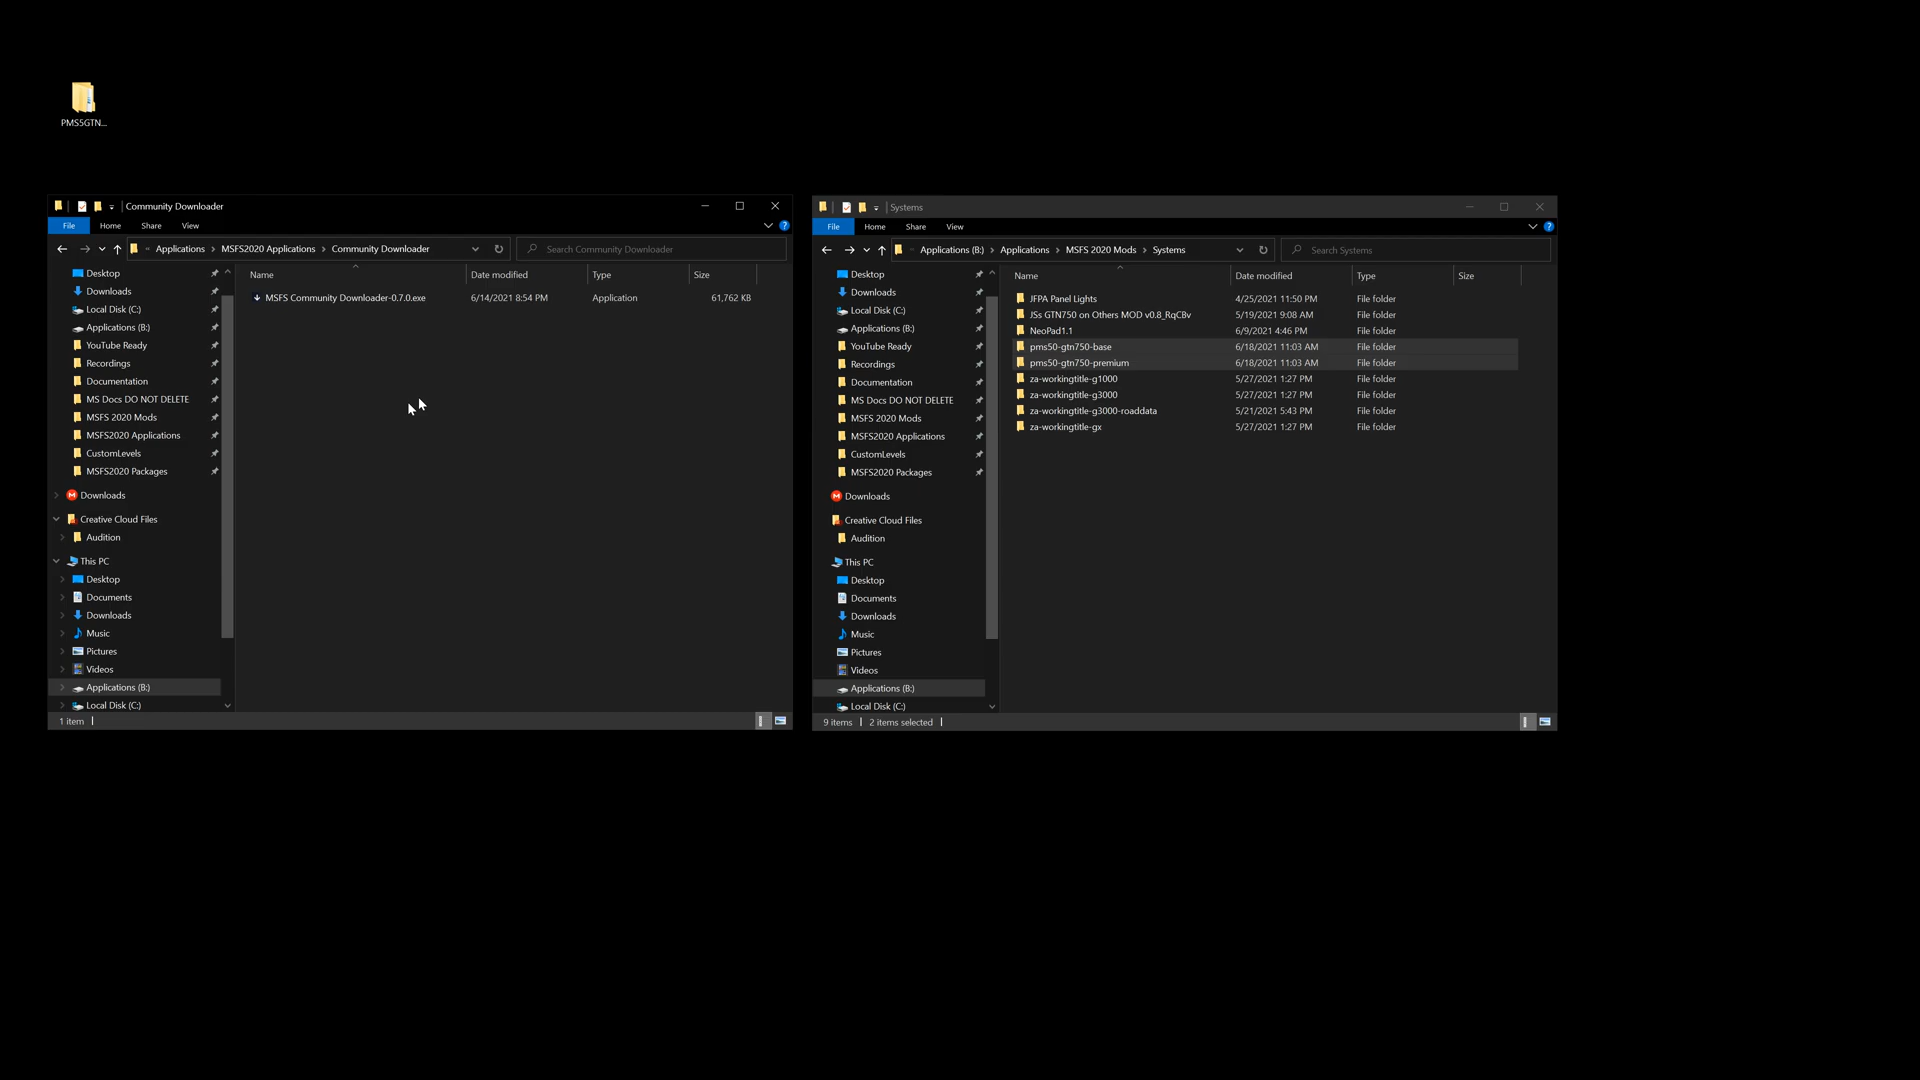 PMS5GTN...
Community Downloader
File Home Share View
« Applications > MSFS2020 Applications > Community Downloader
Search Community Downloader
Name Date modified Type Size
MSFS Community Downloader-0.7.0.exe 6/14/2021 8:54 PM Application 61,762 KB
Desktop
Downloads
Local Disk (C:)
Applications (B:)
YouTube Ready
Recordings
Documentation
MS Docs DO NOT DELETE
MSFS 2020 Mods
MSFS2020 Applications
CustomLevels
MSFS2020 Packages
Downloads
Creative Cloud Files
Audition
This PC
Desktop
Documents
Downloads
Music
Pictures
Videos
Applications (B:)
Local Disk (C:)
1 item
Systems
File Home Share View
Applications (B:) > Applications > MSFS 2020 Mods > Systems
Search Systems
Name Date modified Type Size
JFPA Panel Lights 4/25/2021 11:50 PM File folder
JSs GTN750 on Others MOD v0.8_RqCBv 5/19/2021 9:08 AM File folder
NeoPad1.1 6/9/2021 4:46 PM File folder
pms50-gtn750-base 6/18/2021 11:03 AM File folder
pms50-gtn750-premium 6/18/2021 11:03 AM File folder
za-workingtitle-g1000 5/27/2021 1:27 PM File folder
za-workingtitle-g3000 5/27/2021 1:27 PM File folder
za-workingtitle-g3000-roaddata 5/21/2021 5:43 PM File folder
za-workingtitle-gx 5/27/2021 1:27 PM File folder
Desktop
Downloads
Local Disk (C:)
Applications (B:)
YouTube Ready
Recordings
Documentation
MS Docs DO NOT DELETE
MSFS 2020 Mods
MSFS2020 Applications
CustomLevels
MSFS2020 Packages
Downloads
Creative Cloud Files
Audition
This PC
Desktop
Documents
Downloads
Music
Pictures
Videos
Applications (B:)
Local Disk (C:)
9 items 2 items selected